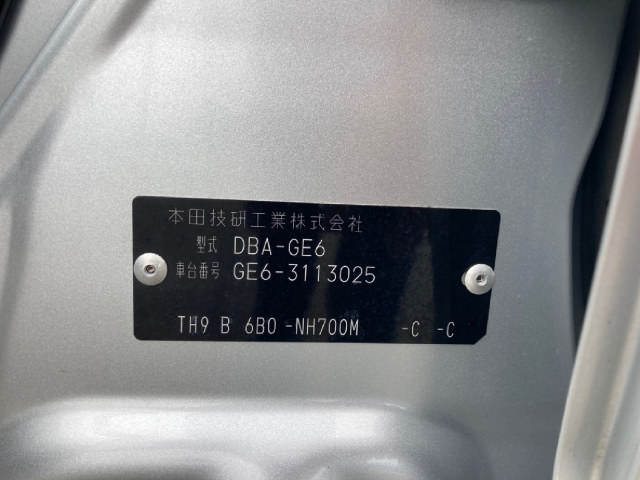 本田技研工業株式会社
型式 DBA-GE6
車台番号 GE6-3113025
TH9 B 6B0 -NH700M -C -C